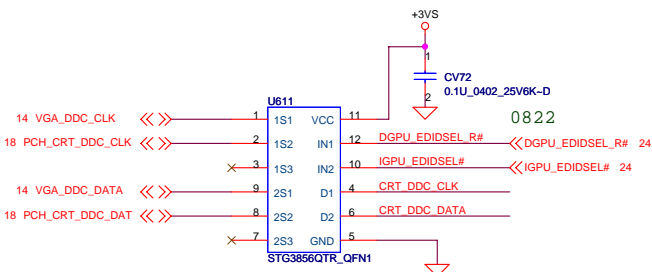 +3VS
1
CV72
0.1U_0402_25V6K~D
2
0822
U611
14 VGA_DDC_CLK 1 1S1 VCC 11
18 PCH_CRT_DDC_CLK 2 1S2 IN1 12 DGPU_EDIDSEL_R# DGPU_EDIDSEL_R# 24
3 1S3 IN2 10 IGPU_EDIDSEL# IGPU_EDIDSEL# 24
14 VGA_DDC_DATA 9 2S1 D1 4 CRT_DDC_CLK
18 PCH_CRT_DDC_DAT 8 2S2 D2 6 CRT_DDC_DATA
7 2S3 GND 5
STG3856QTR_QFN1